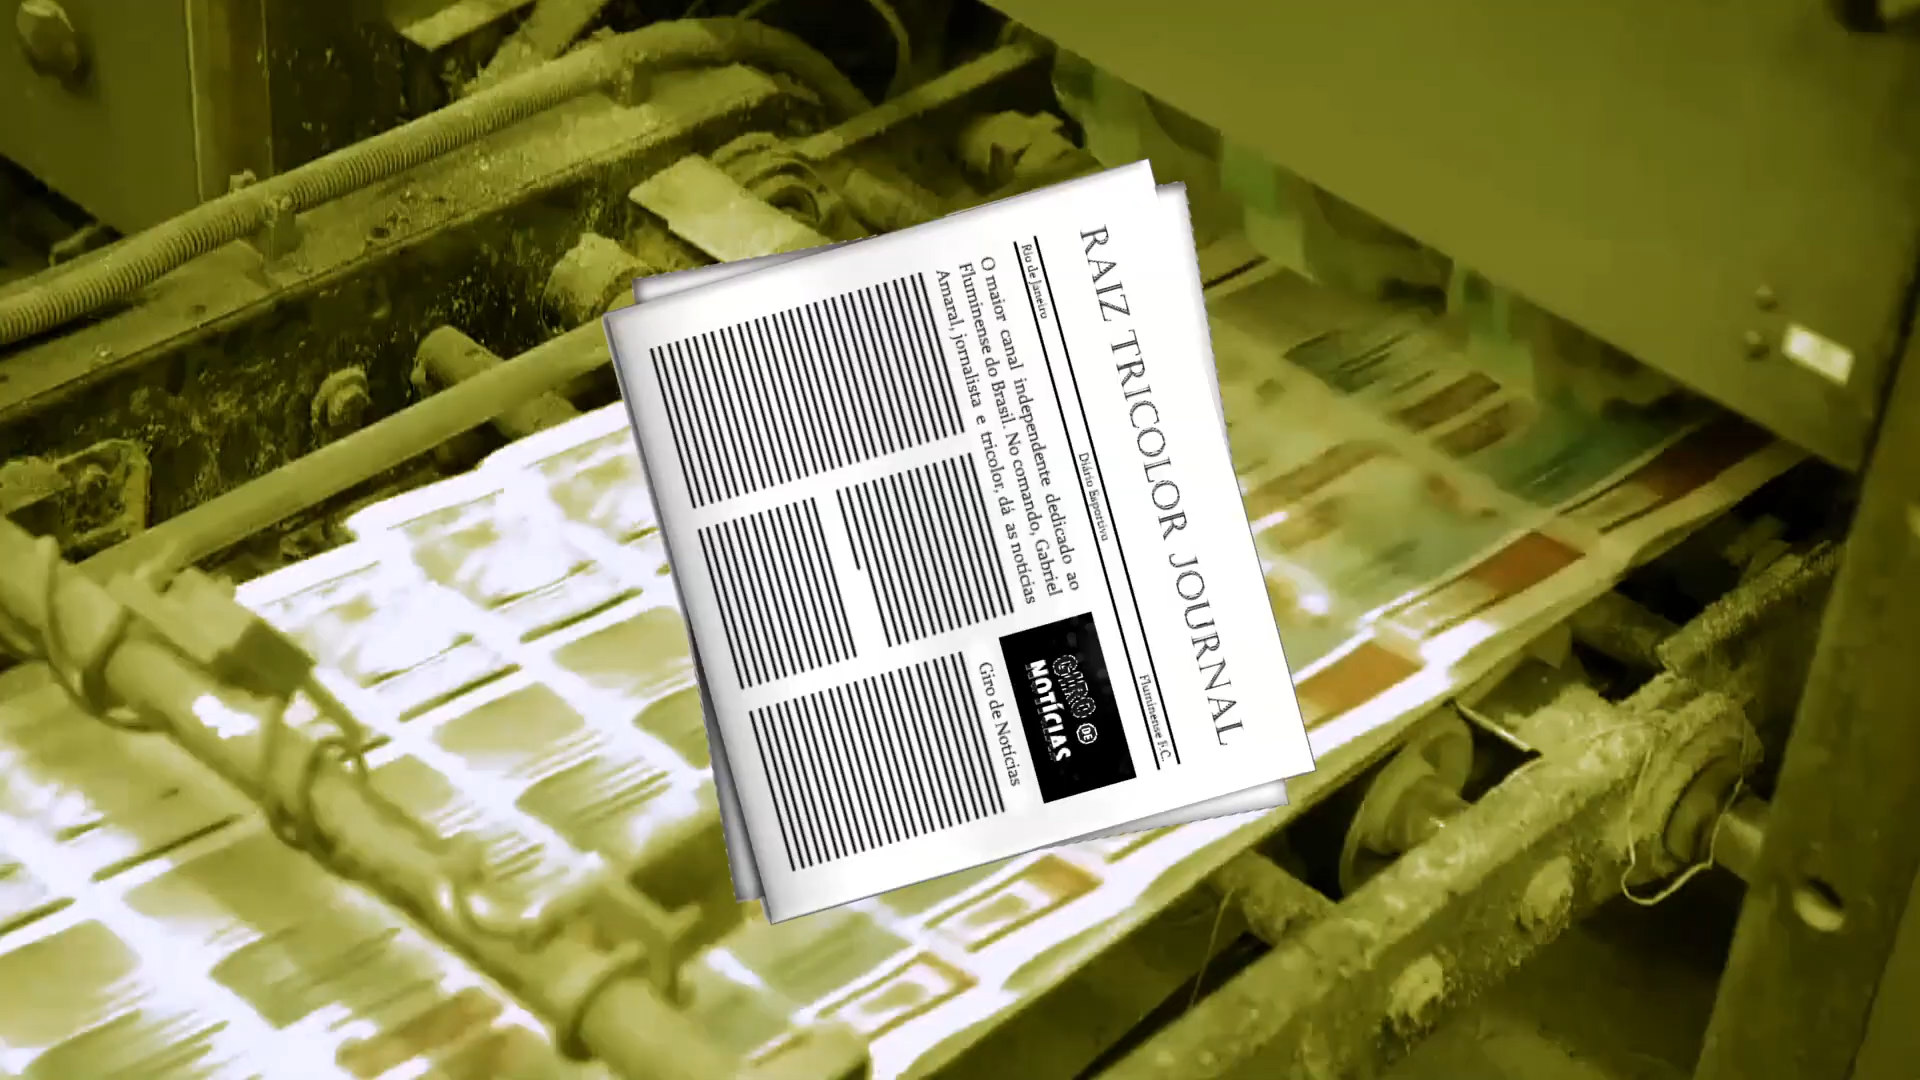 RAIZ TRICOLOR JOURNAL
Rio de Janeiro Diário Esportivo Fluminense F.C.
O maior canal independente dedicado ao
Fluminense do Brasil. No comando, Gabriel
Amaral, jornalista e tricolor, dá as notícias
GIRO DE
NOTÍCIAS
Giro de Notícias